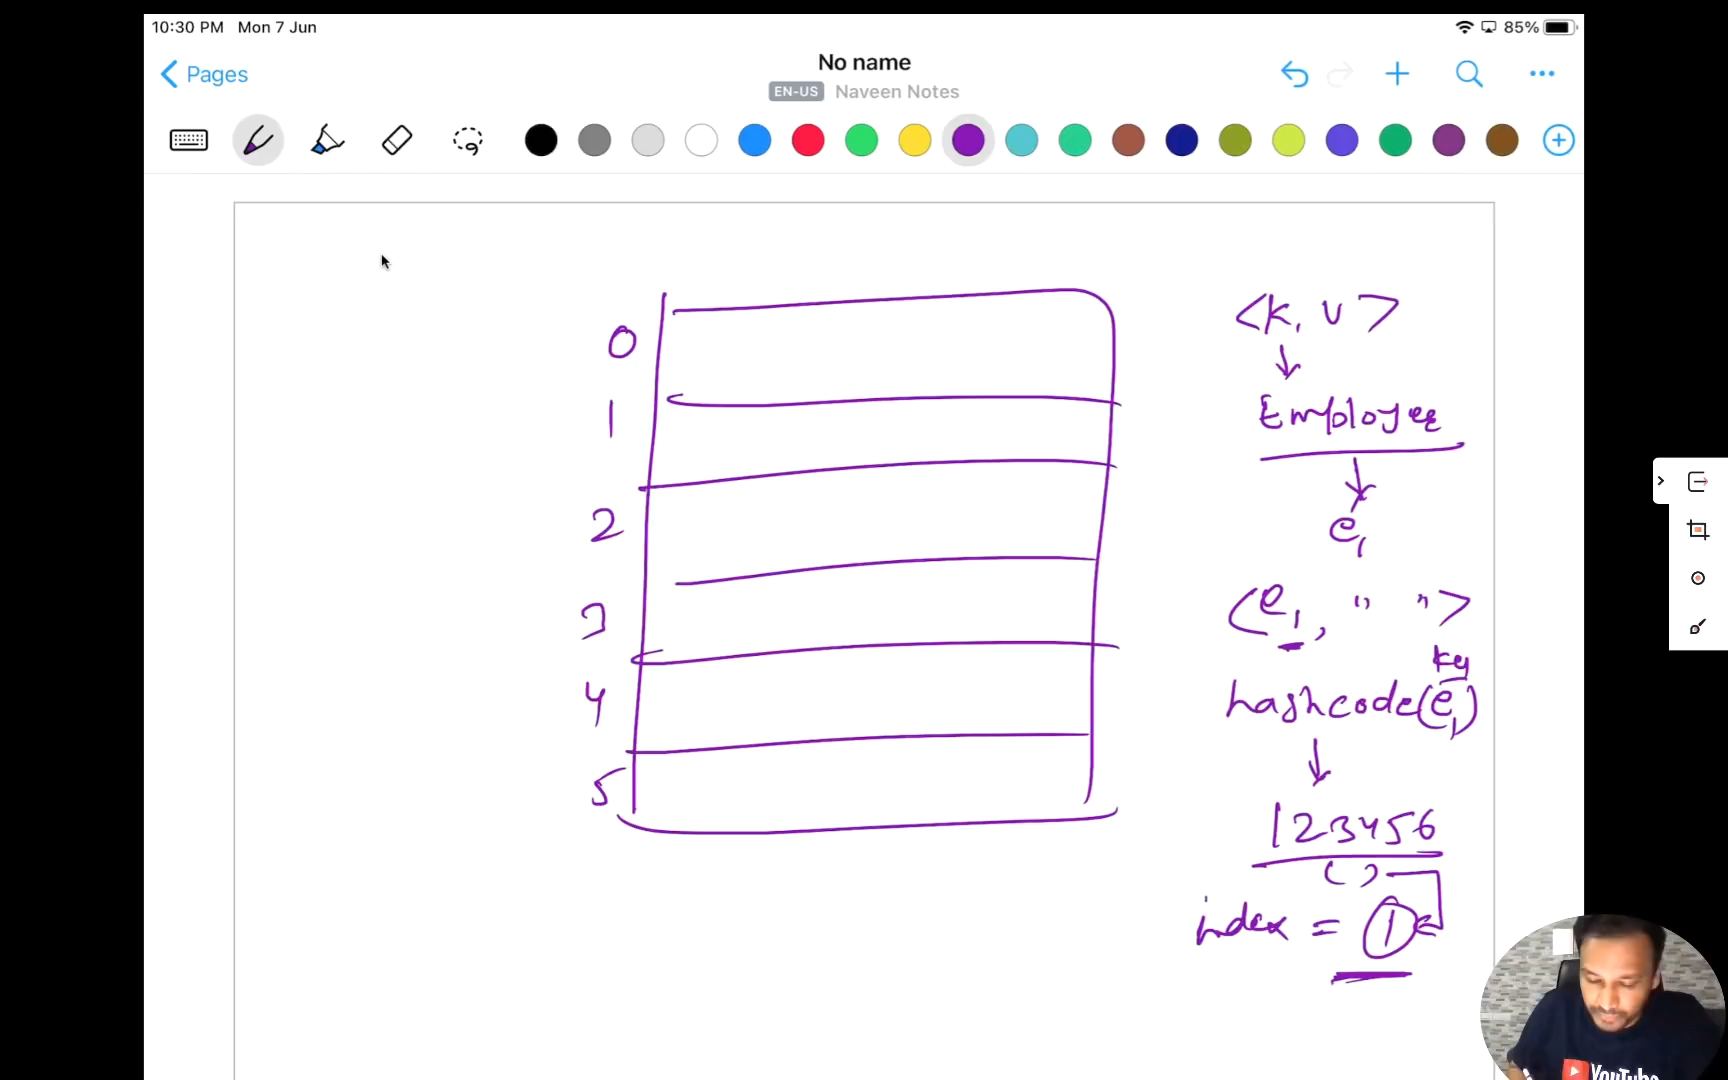 10:30 PM Mon 7 Jun
85%
Pages
No name
EN-US Naveen Notes
0
1
2
3
4
5
<k, v>
Employee
e1
<e1, " ">
key
hashcode(e1)
123456
( )
index = 1
YouTube